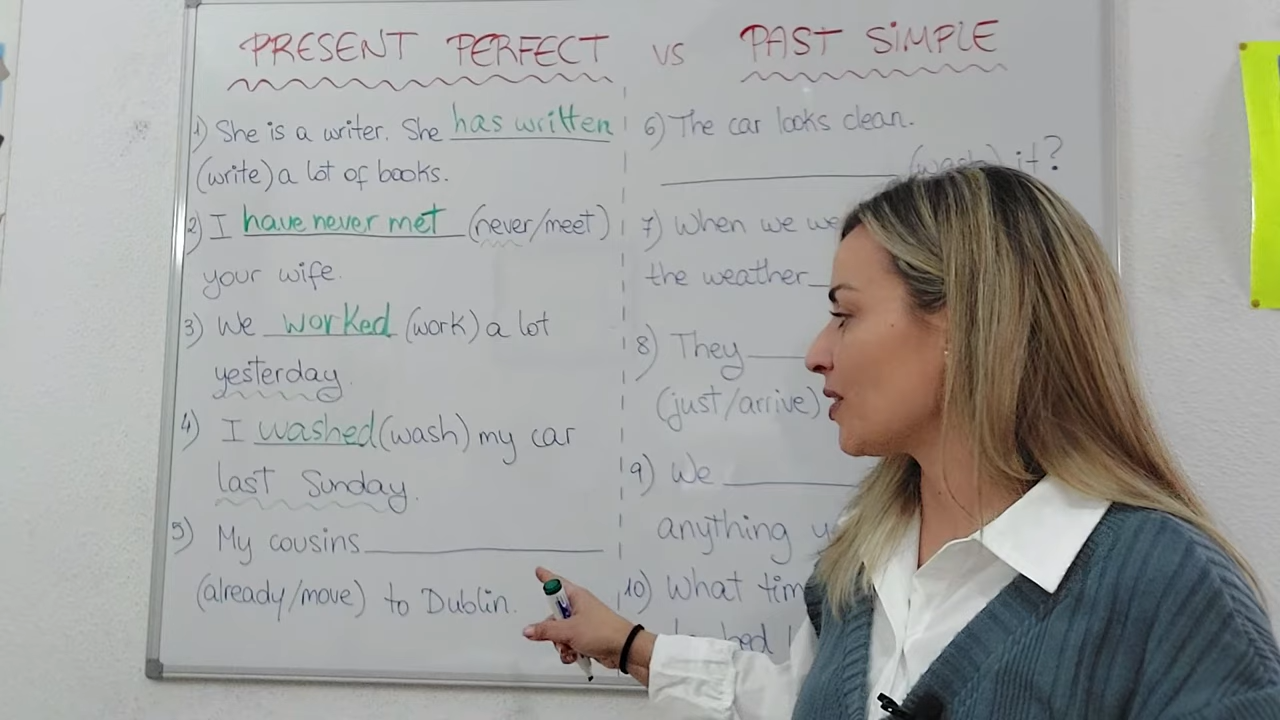 PRESENT PERFECT vs PAST SIMPLE
1) She is a writer. She has written
(write) a lot of books.
2) I have never met (never/meet)
your wife.
3) We worked (work) a lot
yesterday.
4) I washed (wash) my car
last Sunday.
5) My cousins
(already/move) to Dublin.
6) The car looks clean.
(wash) it?
7) When we
the weather
8) They
(just/arrive)
9) We
anything
10) What
bed